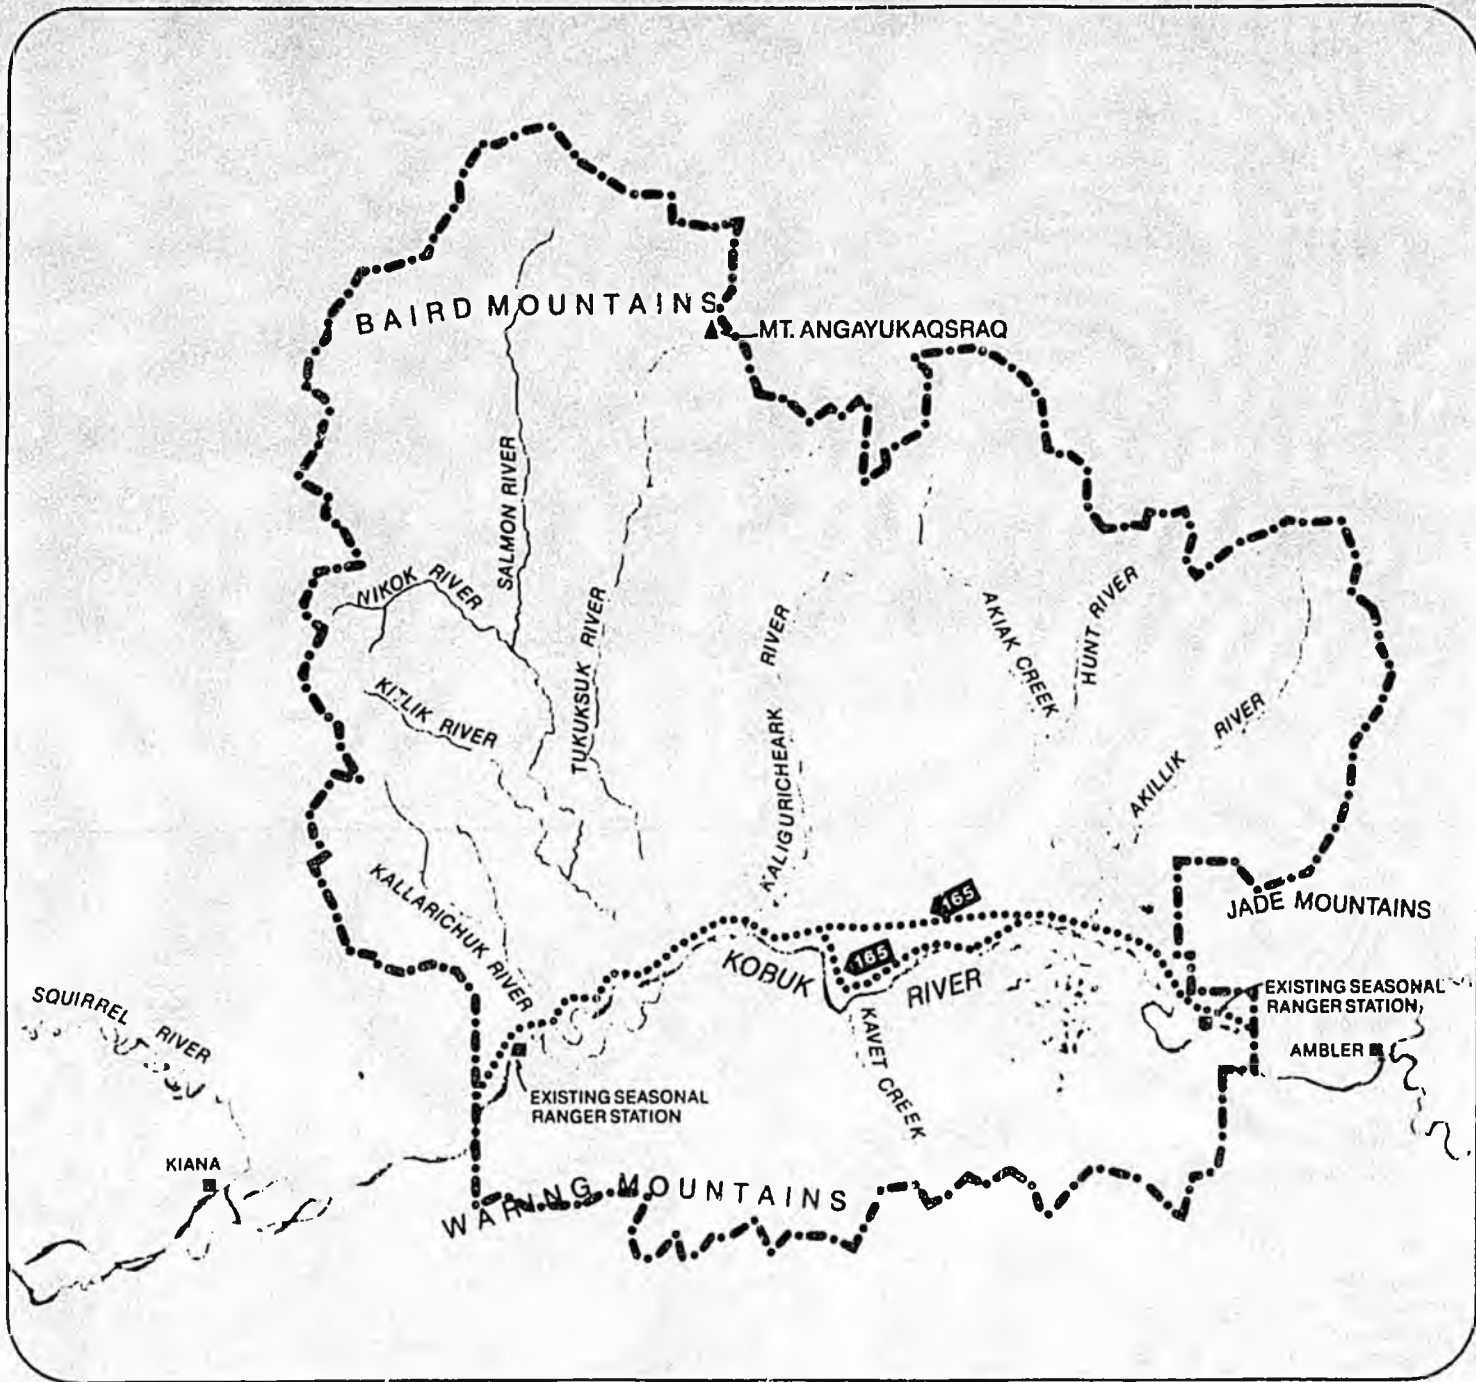 BAIRD MOUNTAINS
MT. ANGAYUKAQSRAQ
SALMON RIVER
NIKOK RIVER
TUKUKSUK RIVER
KITLIK RIVER
KALIGURICHEARK RIVER
AKIAK CREEK
HUNT RIVER
AKILLIK RIVER
KALLARICHUK RIVER
165
JADE MOUNTAINS
165
KOBUK RIVER
SQUIRREL RIVER
EXISTING SEASONAL
RANGER STATION
KAVET CREEK
AMBLER
EXISTING SEASONAL
RANGER STATION
KIANA
WARING MOUNTAINS